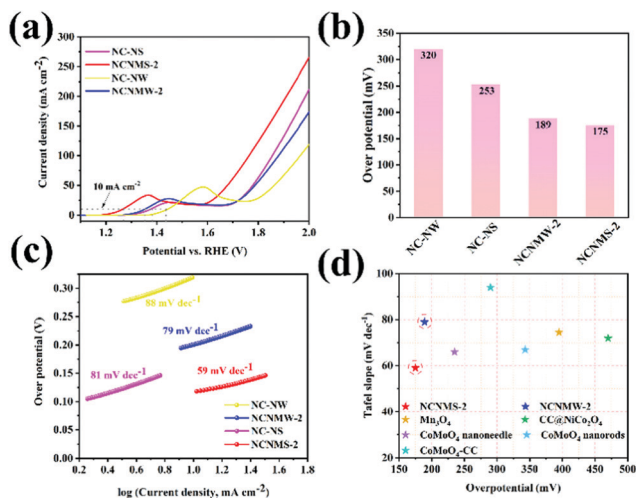 (a)
NC-NS
NCNMS-2
NC-NW
NCNMW-2
10 mA cm⁻²
300
250
200
150
100
50
0
1.2
1.4
1.6
1.8
2.0
Current density (mA cm⁻²)
Potential vs. RHE (V)
(b)
350
300
250
200
150
100
50
0
Over potential (mV)
320
253
189
175
NC-NW
NC-NS
NCNMW-2
NCNMS-2
(c)
0.30
0.25
0.20
0.15
0.10
0.05
0.00
Over potential (V)
88 mV dec⁻¹
79 mV dec⁻¹
81 mV dec⁻¹
59 mV dec⁻¹
NC-NW
NCNMW-2
NC-NS
NCNMS-2
0.2
0.4
0.6
0.8
1.0
1.2
1.4
1.6
1.8
2.0
log (Current density, mA cm⁻²)
(d)
100
80
60
40
20
0
Tafel slope (mV dec⁻¹)
NCNMS-2
NCNMW-2
Mn₃O₄
CC@NiCo₂O₄
CoMoO₄ nanoneedle
CoMoO₄ nanorods
CoMoO₄-CC
150
200
250
300
350
400
450
500
Overpotential (mV)